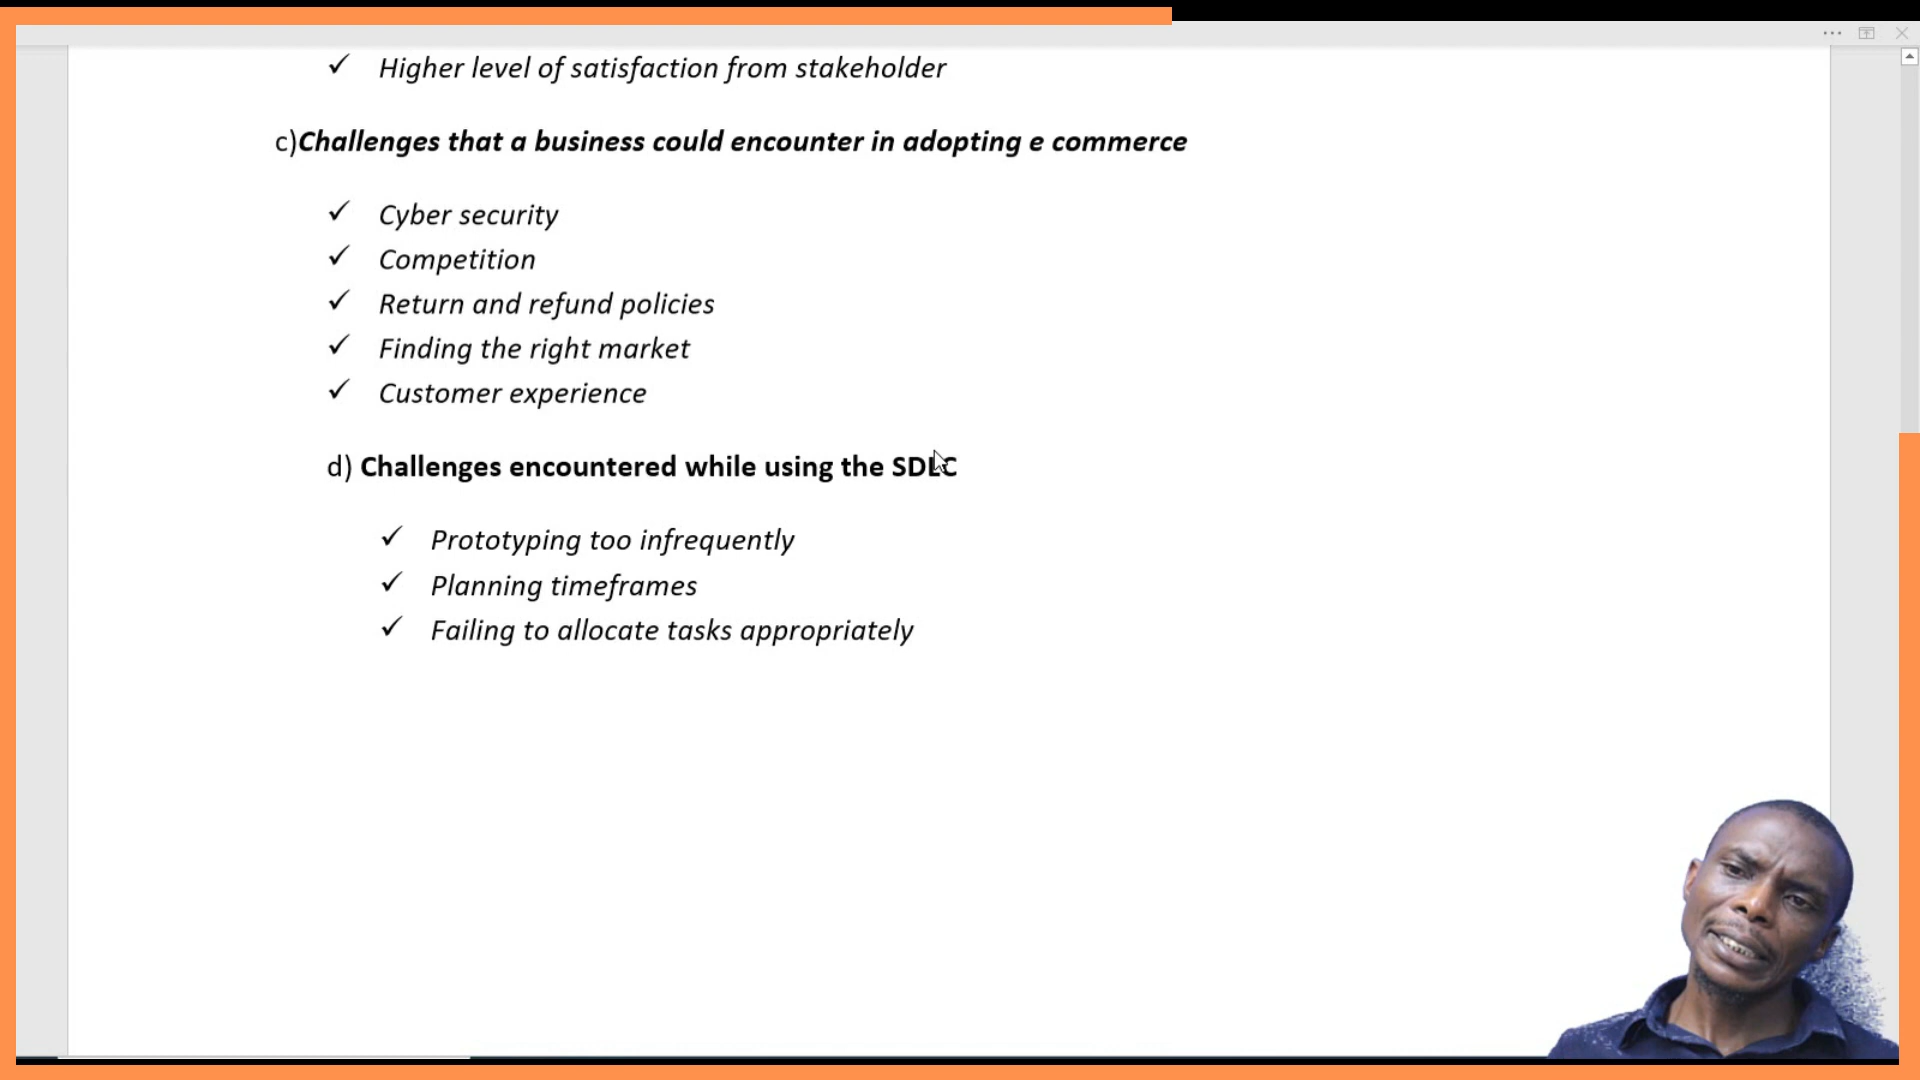 ✓ Higher level of satisfaction from stakeholder
c)Challenges that a business could encounter in adopting e commerce
✓ Cyber security
✓ Competition
✓ Return and refund policies
✓ Finding the right market
✓ Customer experience
d) Challenges encountered while using the SDLC
✓ Prototyping too infrequently
✓ Planning timeframes
✓ Failing to allocate tasks appropriately